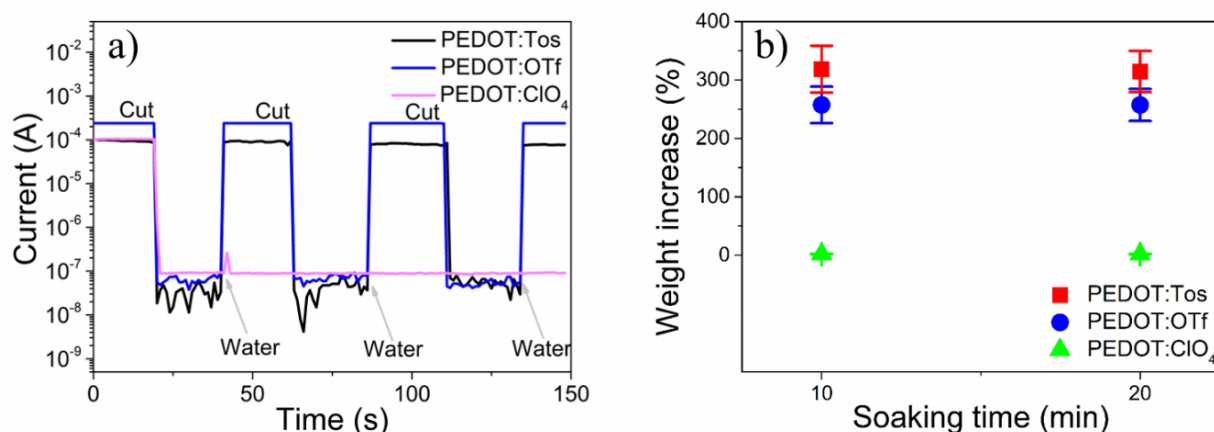 a)
PEDOT:Tos
PEDOT:OTf
PEDOT:ClO₄
Cut Cut Cut
Water Water Water
10⁻²
10⁻³
10⁻⁴
10⁻⁵
10⁻⁶
10⁻⁷
10⁻⁸
10⁻⁹
Current (A)
0 50 100 150
Time (s)
b)
400
300
200
100
0
Weight increase (%)
PEDOT:Tos
PEDOT:OTf
PEDOT:ClO₄
10 20
Soaking time (min)